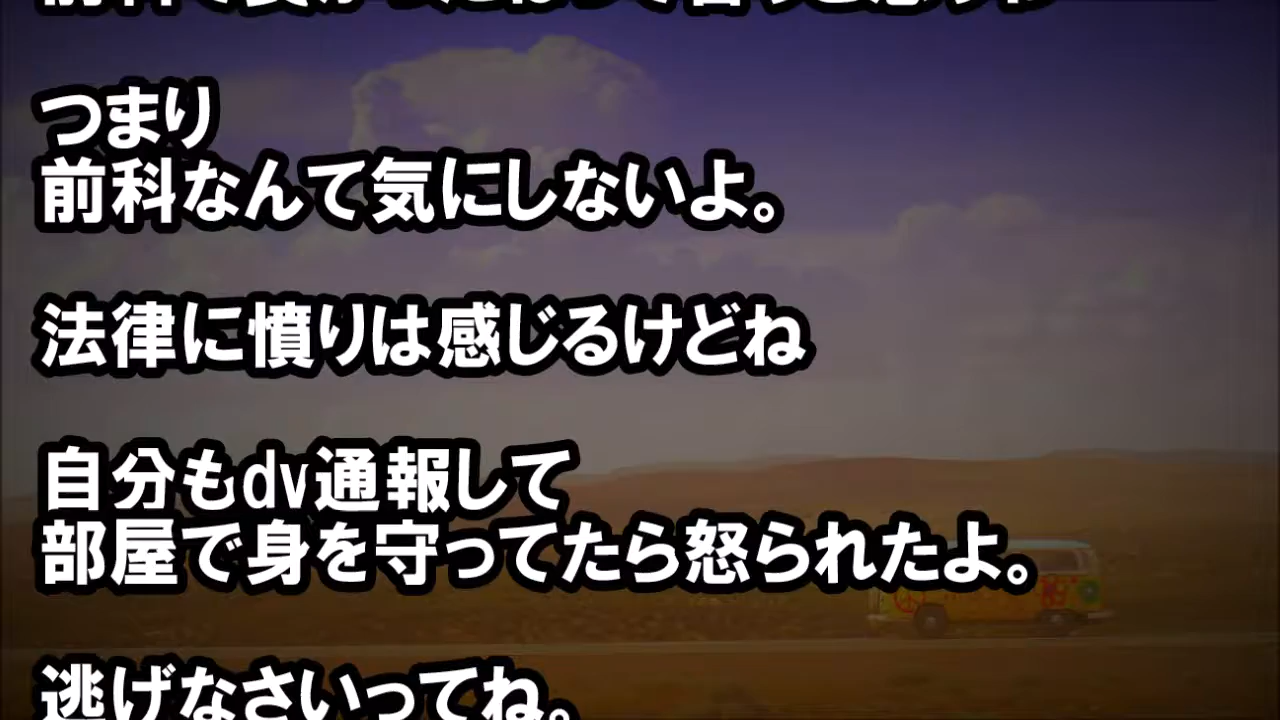 つまり
前科なんて気にしないよ。
法律に憤りは感じるけどね
自分もdv通報して
部屋で身を守ってたら怒られたよ。
逃げなさいってね。